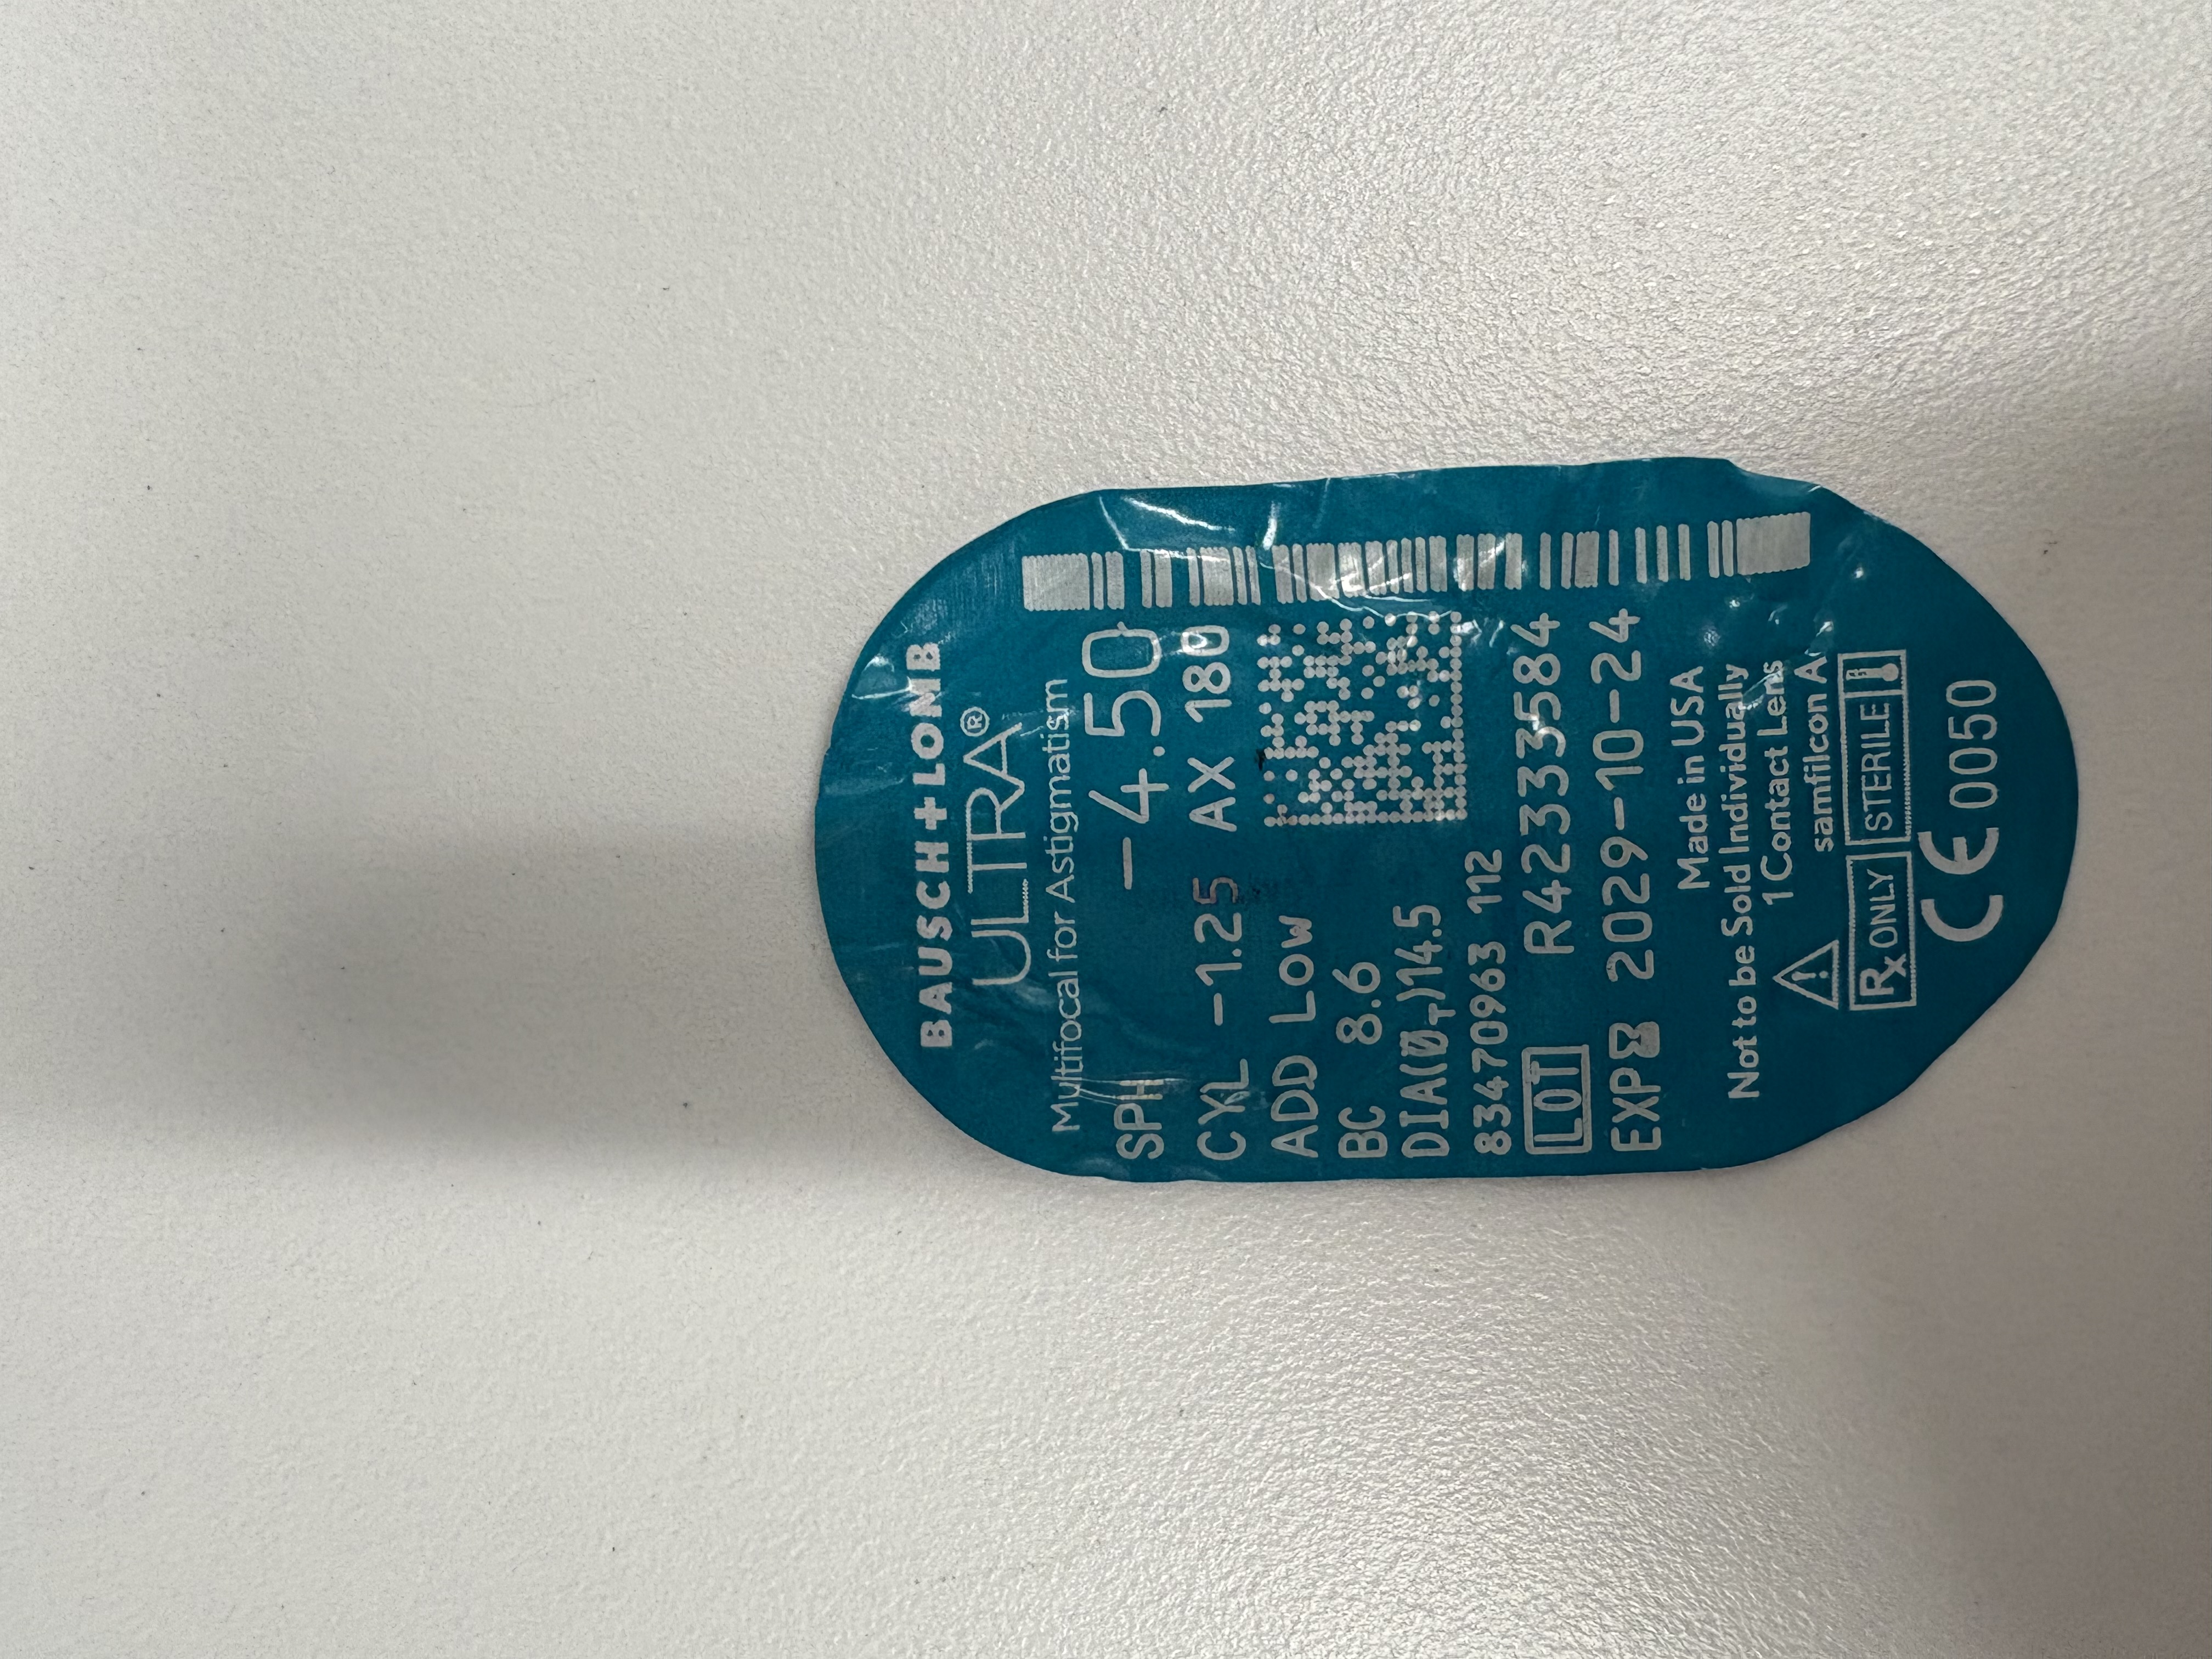 BAUSCH+LOMB
ULTRA®
Multifocal for Astigmatism
SPH -4.50
CYL -1.25 AX 180
ADD Low
BC 8.6
DIA(Ø_T)14.5
83470963 112
LOT R42333584
EXP 2029-10-24
Made in USA
Not to be Sold Individually
1 Contact Lens
samfilcon A
Rx ONLY STERILE
CE 0050